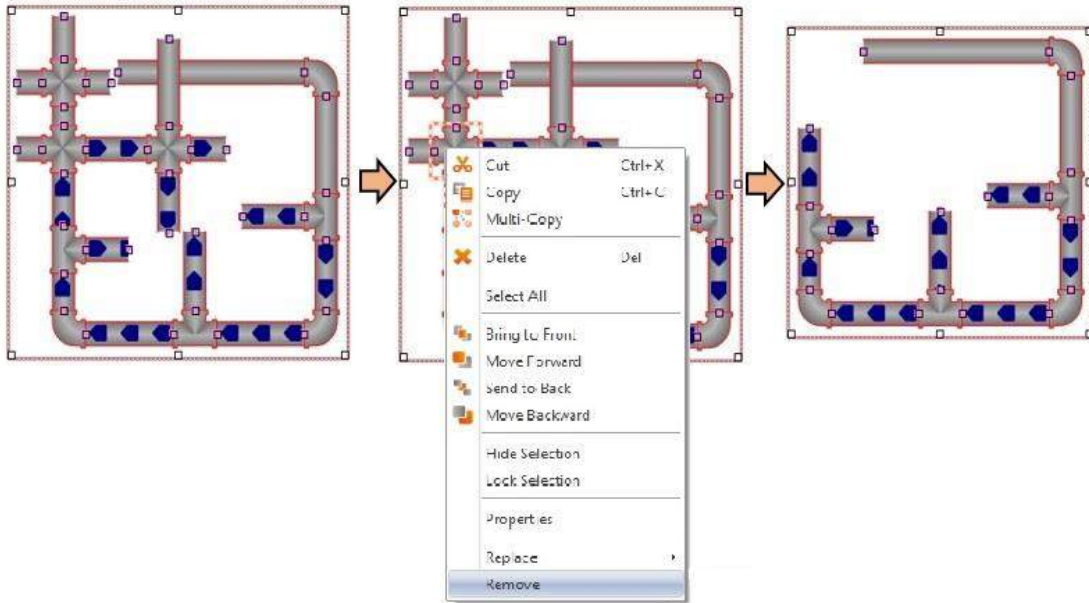 Cut Ctrl+X
Copy Ctrl+C
Multi-Copy
Delete Del
Select All
Bring to Front
Move Forward
Send to Back
Move Backward
Hide Selection
Lock Selection
Properties
Replace
Remove